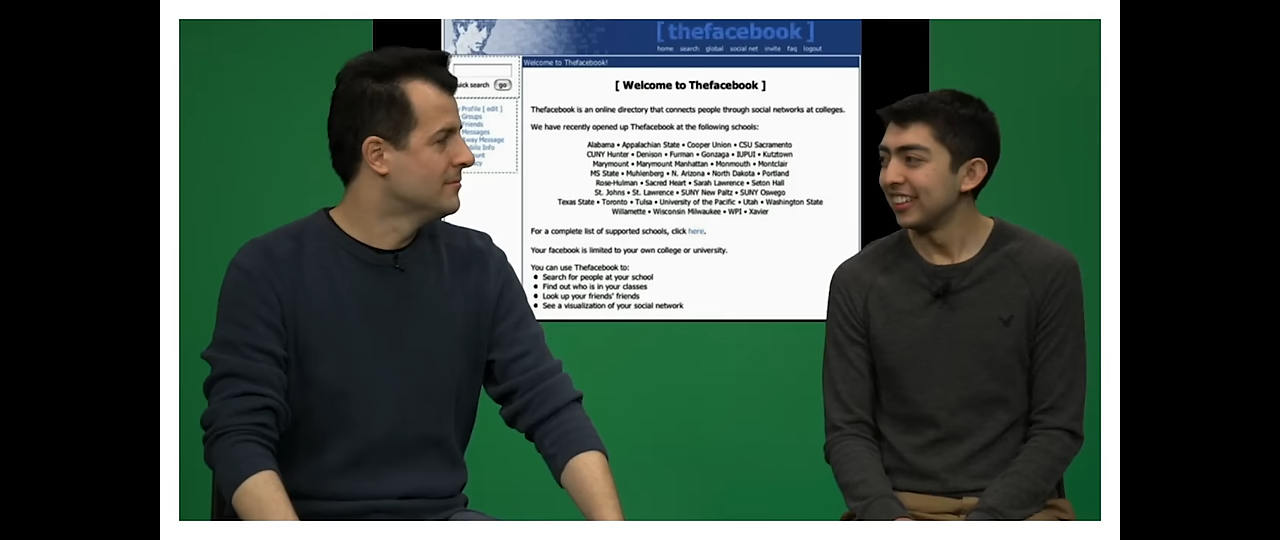 [ thefacebook ]
home search global social net invite faq logout
Welcome to Thefacebook!
quick search go
[ Welcome to Thefacebook ]
Profile [ edit ]
Groups
Friends
Messages
Away Message
Mobile Info
Thefacebook is an online directory that connects people through social networks at colleges.
We have recently opened up Thefacebook at the following schools:
Alabama • Appalachian State • Cooper Union • CSU Sacramento
CUNY Hunter • Denison • Furman • Gonzaga • IUPUI • Kutztown
Marymount • Marymount Manhattan • Monmouth • Montclair
MS State • Muhlenberg • N. Arizona • North Dakota • Portland
Rose-Hulman • Sacred Heart • Sarah Lawrence • Seton Hall
St. Johns • St. Lawrence • SUNY New Paltz • SUNY Oswego
Texas State • Toronto • Tulsa • University of the Pacific • Utah • Washington State
Willamette • Wisconsin Milwaukee • WPI • Xavier
For a complete list of supported schools, click here.
Your facebook is limited to your own college or university.
You can use Thefacebook to:
• Search for people at your school
• Find out who is in your classes
• Look up your friends' friends
• See a visualization of your social network